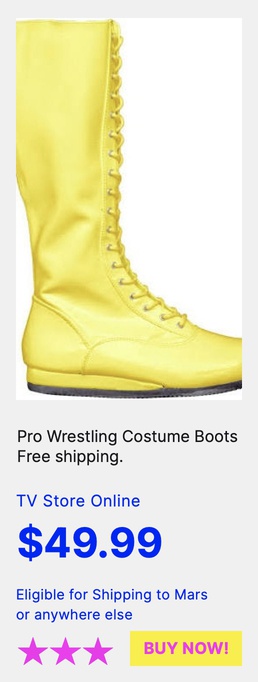 Pro Wrestling Costume Boots
Free shipping.
TV Store Online
$49.99
Eligible for Shipping to Mars
or anywhere else
BUY NOW!